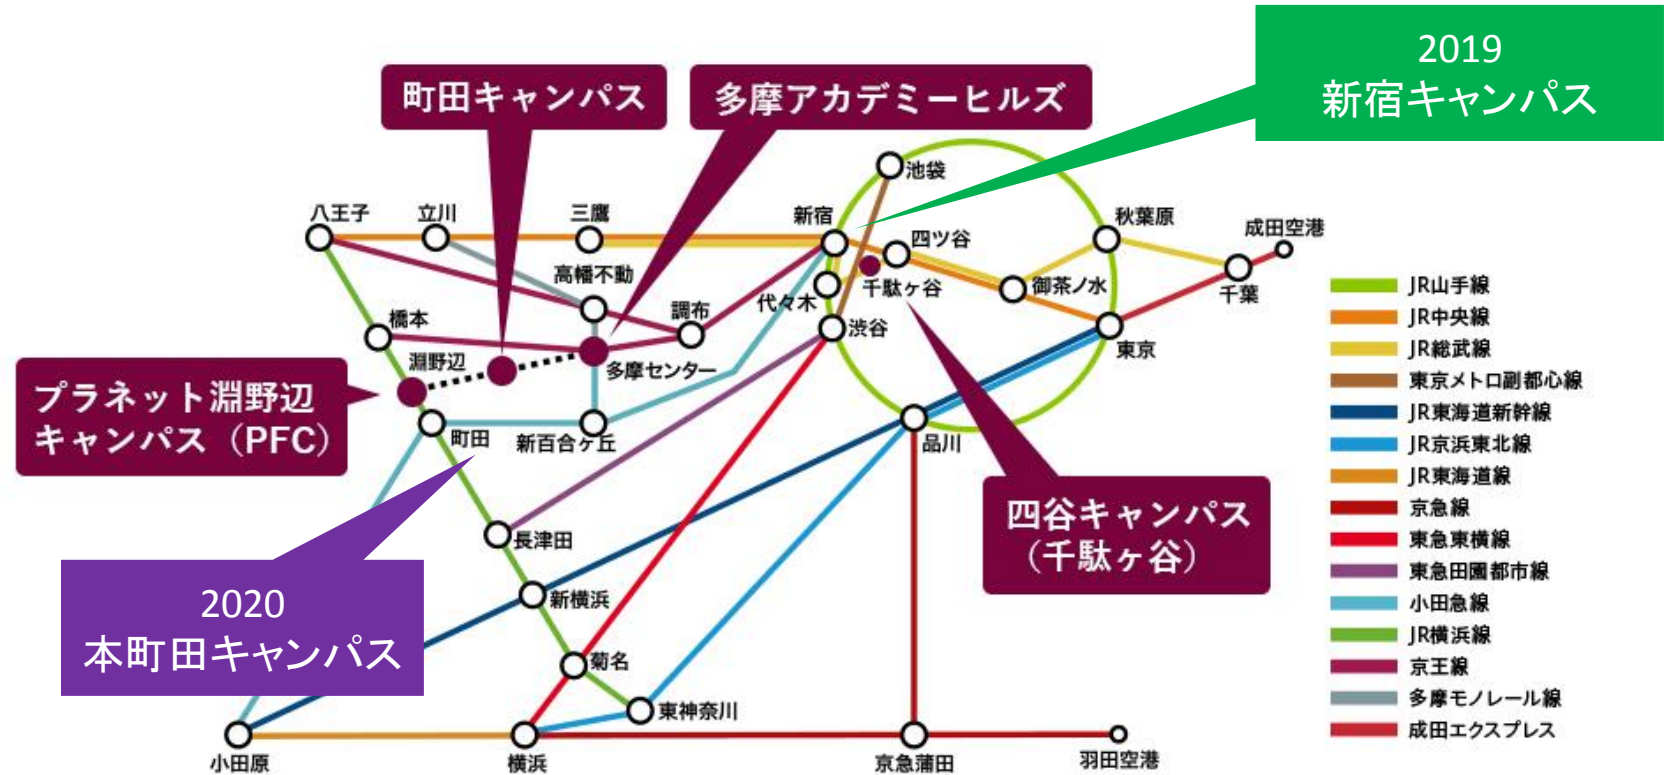 2019
新宿キャンパス
町田キャンパス
多摩アカデミーヒルズ
池袋
八王子
立川
三鷹
新宿
秋葉原
成田空港
四ツ谷
高幡不動
千駄ヶ谷
御茶ノ水
千葉
代々木
調布
橋本
渋谷
東京
淵野辺
多摩センター
プラネット淵野辺
キャンパス（PFC）
町田
新百合ヶ丘
品川
四谷キャンパス
（千駄ヶ谷）
長津田
新横浜
2020
本町田キャンパス
菊名
東神奈川
小田原
横浜
京急蒲田
羽田空港
JR山手線
JR中央線
JR総武線
東京メトロ副都心線
JR東海道新幹線
JR京浜東北線
JR東海道線
京急線
東急東横線
東急田園都市線
小田急線
JR横浜線
京王線
多摩モノレール線
成田エクスプレス